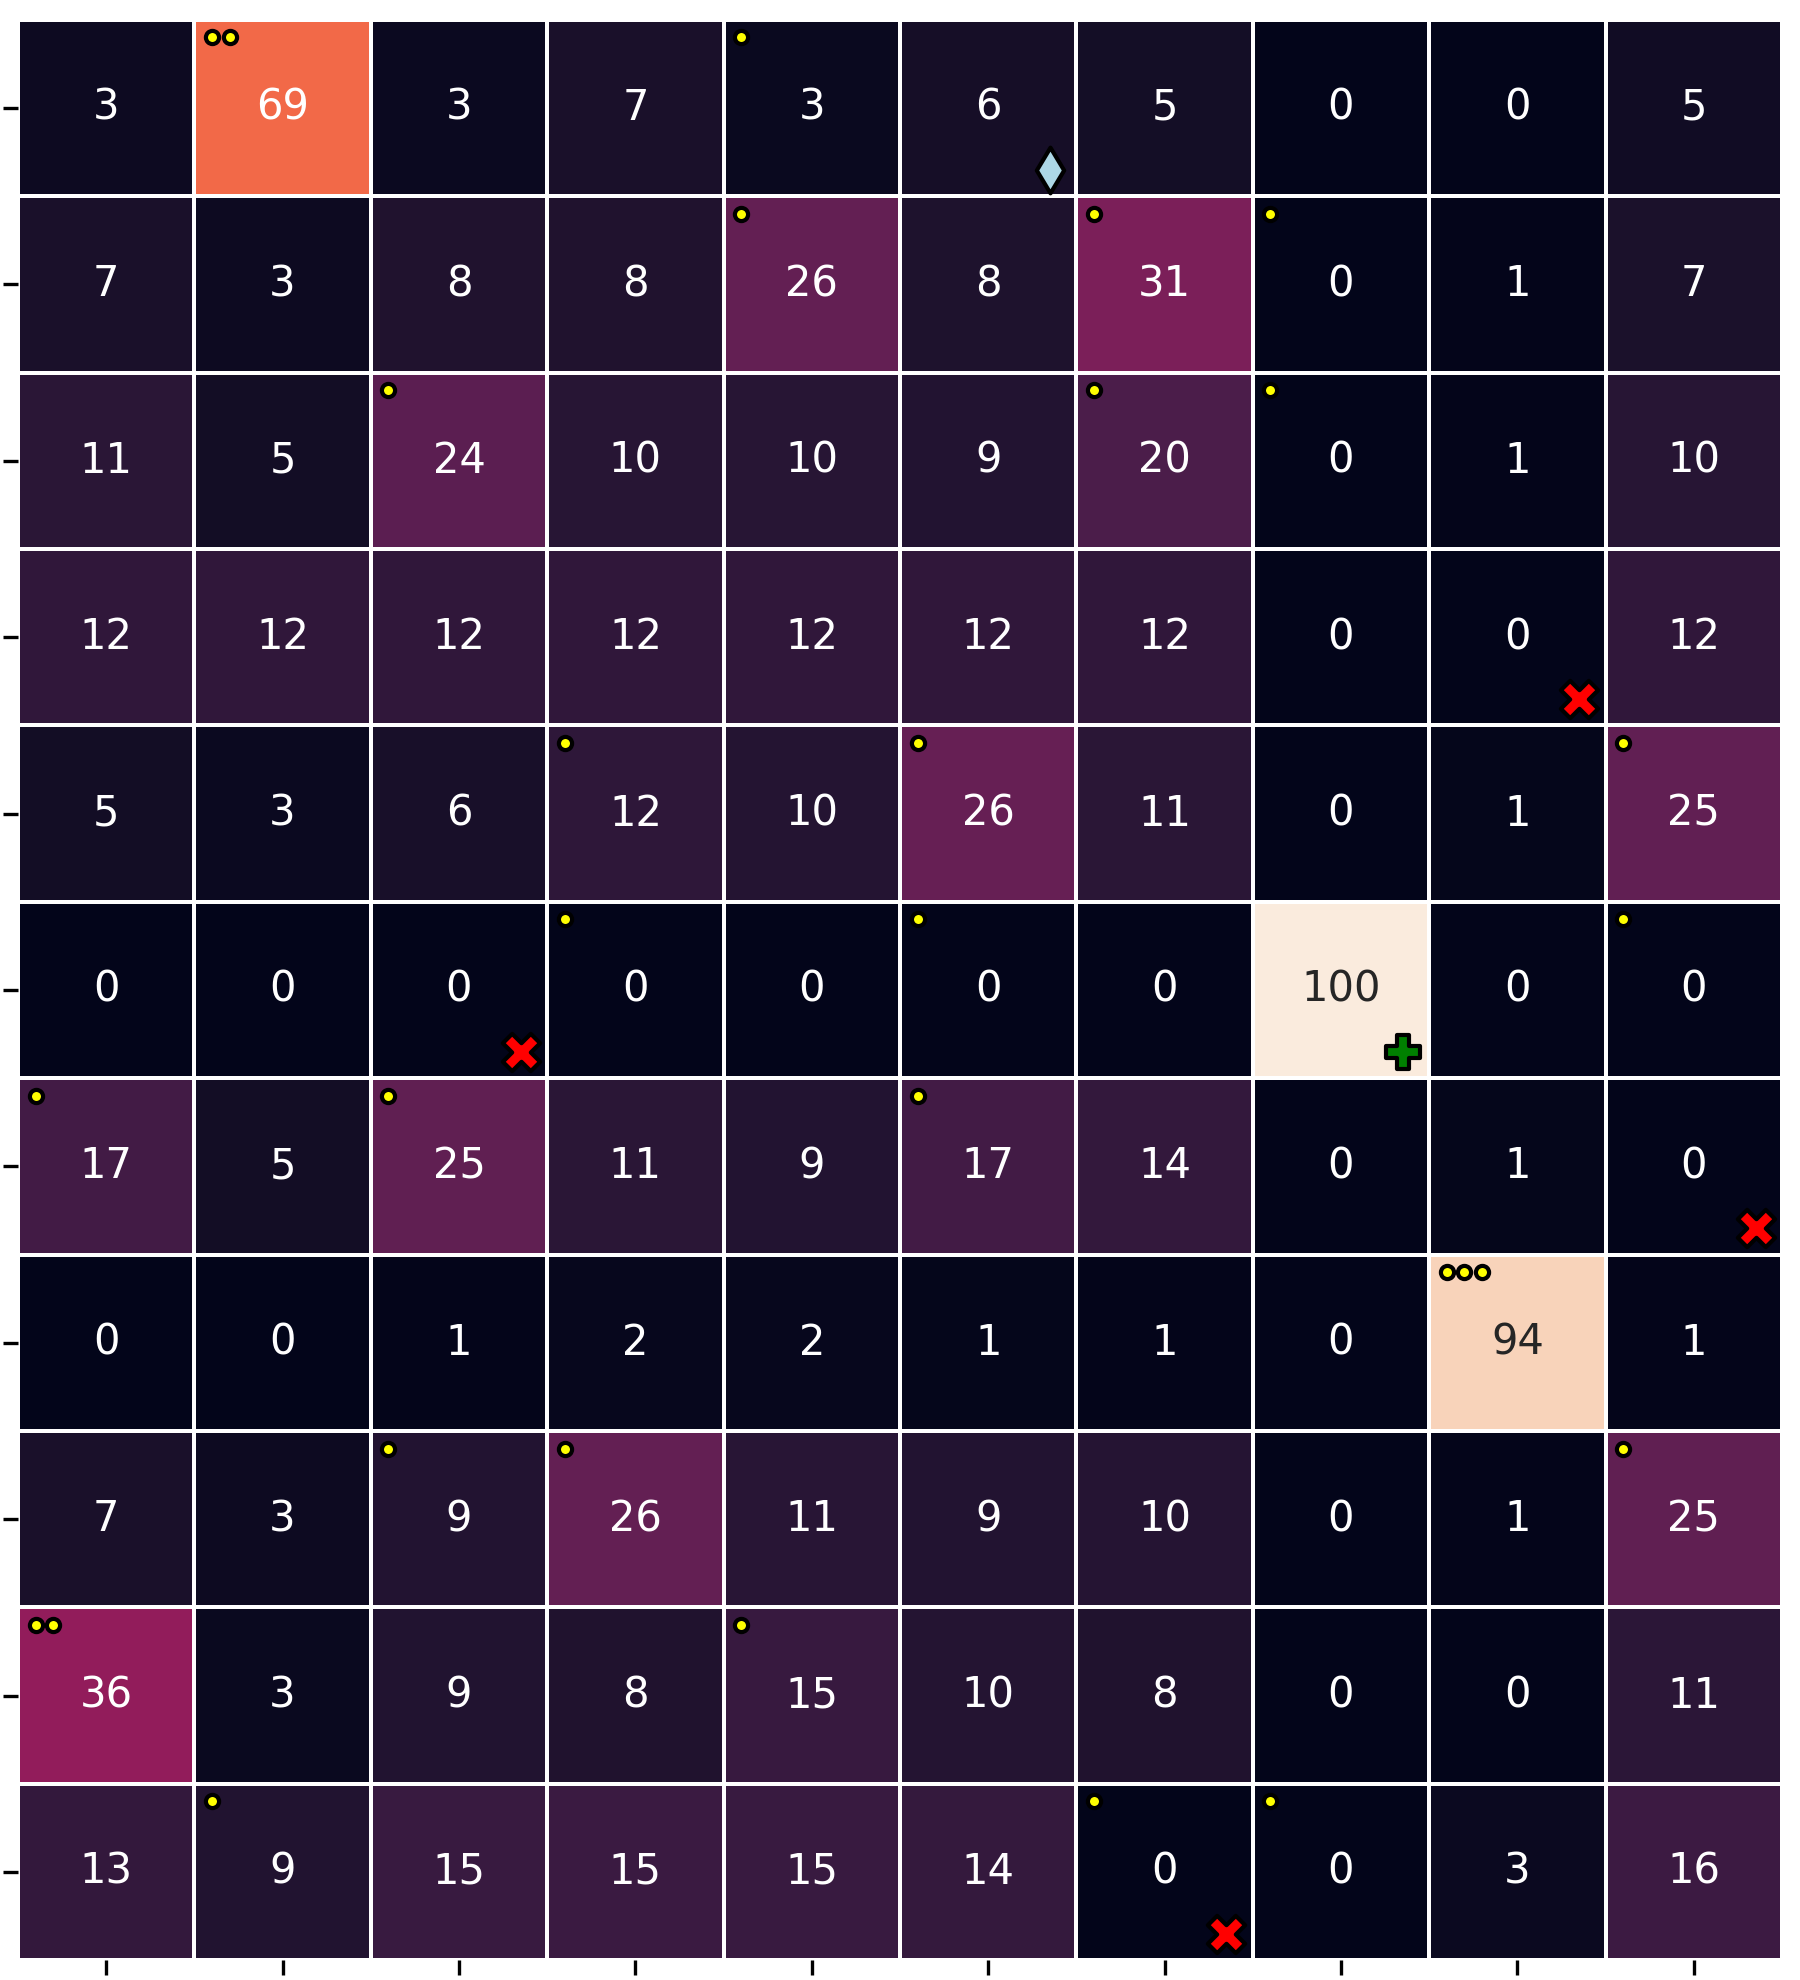 3 69 3 7 3 6 5 0 0 5
7 3 8 8 26 8 31 0 1 7
11 5 24 10 10 9 20 0 1 10
12 12 12 12 12 12 12 0 0 12
5 3 6 12 10 26 11 0 1 25
0 0 0 0 0 0 0 100 0 0
17 5 25 11 9 17 14 0 1 0
0 0 1 2 2 1 1 0 94 1
7 3 9 26 11 9 10 0 1 25
36 3 9 8 15 10 8 0 0 11
13 9 15 15 15 14 0 0 3 16